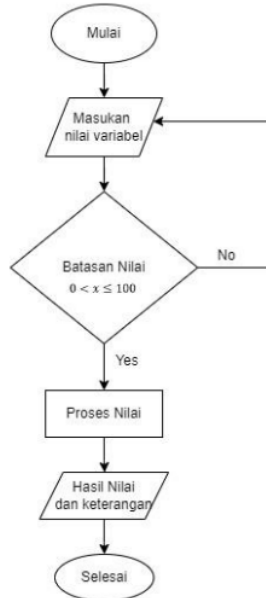 Mulai
Masukan
nilai variabel
Batasan Nilai
0 < x ≤ 100
No
Yes
Proses Nilai
Hasil Nilai
dan keterangan
Selesai